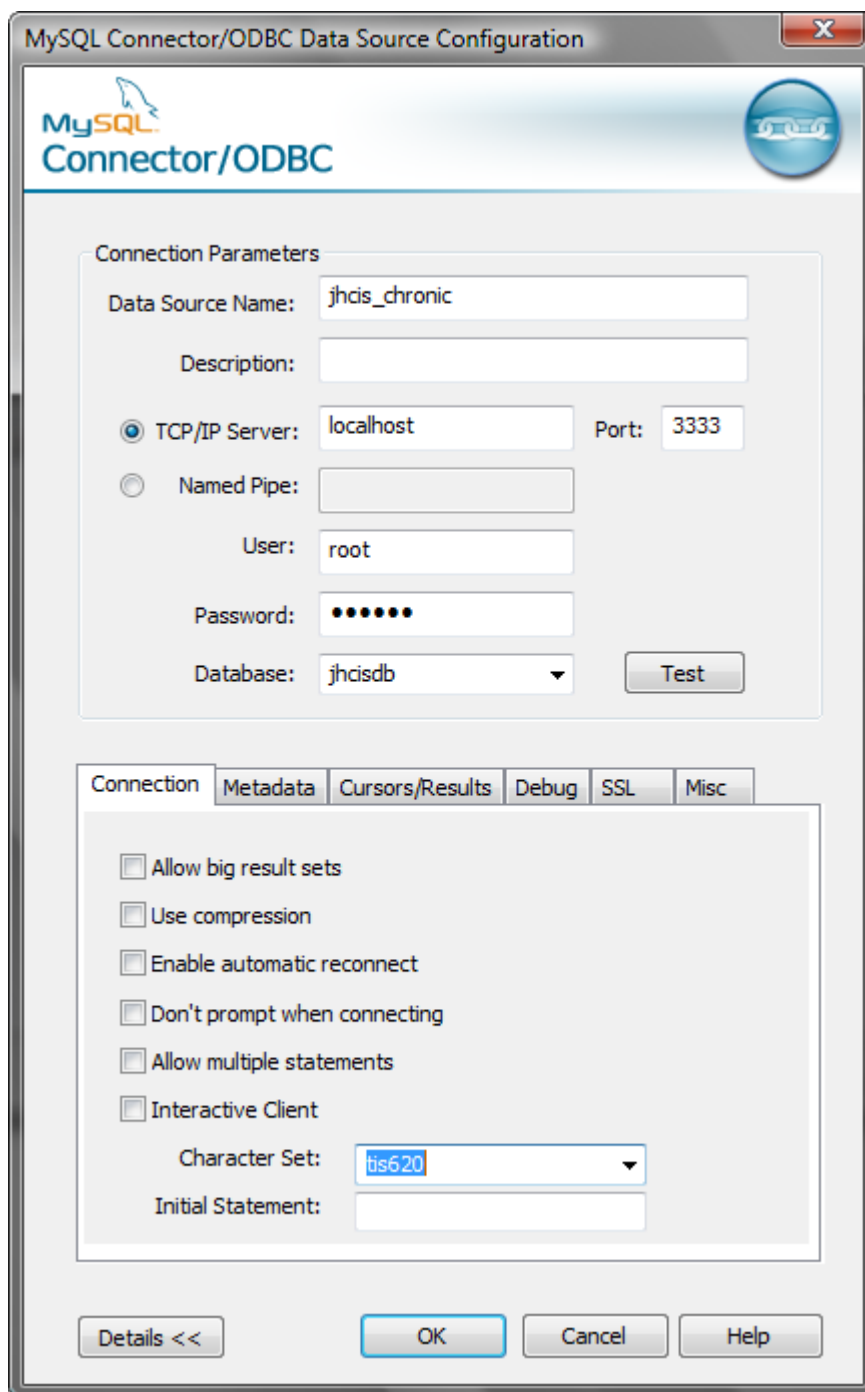 MySQL Connector/ODBC Data Source Configuration
MySQL
Connector/ODBC
Connection Parameters
Data Source Name: jhcis_chronic
Description:
TCP/IP Server: localhost Port: 3333
Named Pipe:
User: root
Password: ••••••
Database: jhcisdb Test
Connection Metadata Cursors/Results Debug SSL Misc
Allow big result sets
Use compression
Enable automatic reconnect
Don't prompt when connecting
Allow multiple statements
Interactive Client
Character Set: tis620
Initial Statement:
Details << OK Cancel Help